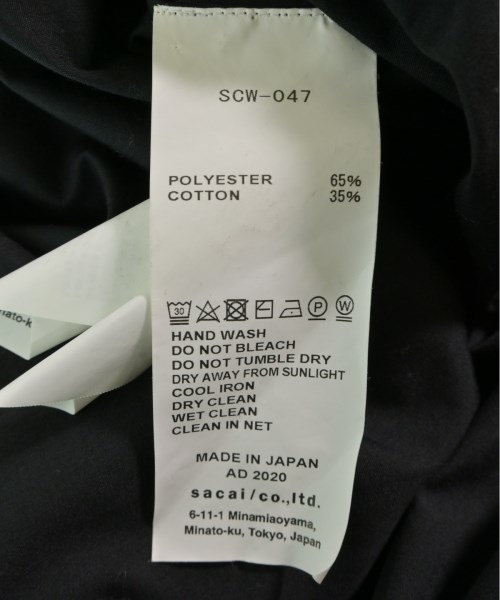 SCW-047
POLYESTER 65%
COTTON 35%
30 P W
HAND WASH
DO NOT BLEACH
DO NOT TUMBLE DRY
DRY AWAY FROM SUNLIGHT
COOL IRON
DRY CLEAN
WET CLEAN
CLEAN IN NET
MADE IN JAPAN
AD 2020
sacai/co.,ltd.
6-11-1 Minamiaoyama,
Minato-ku, Tokyo, Japan